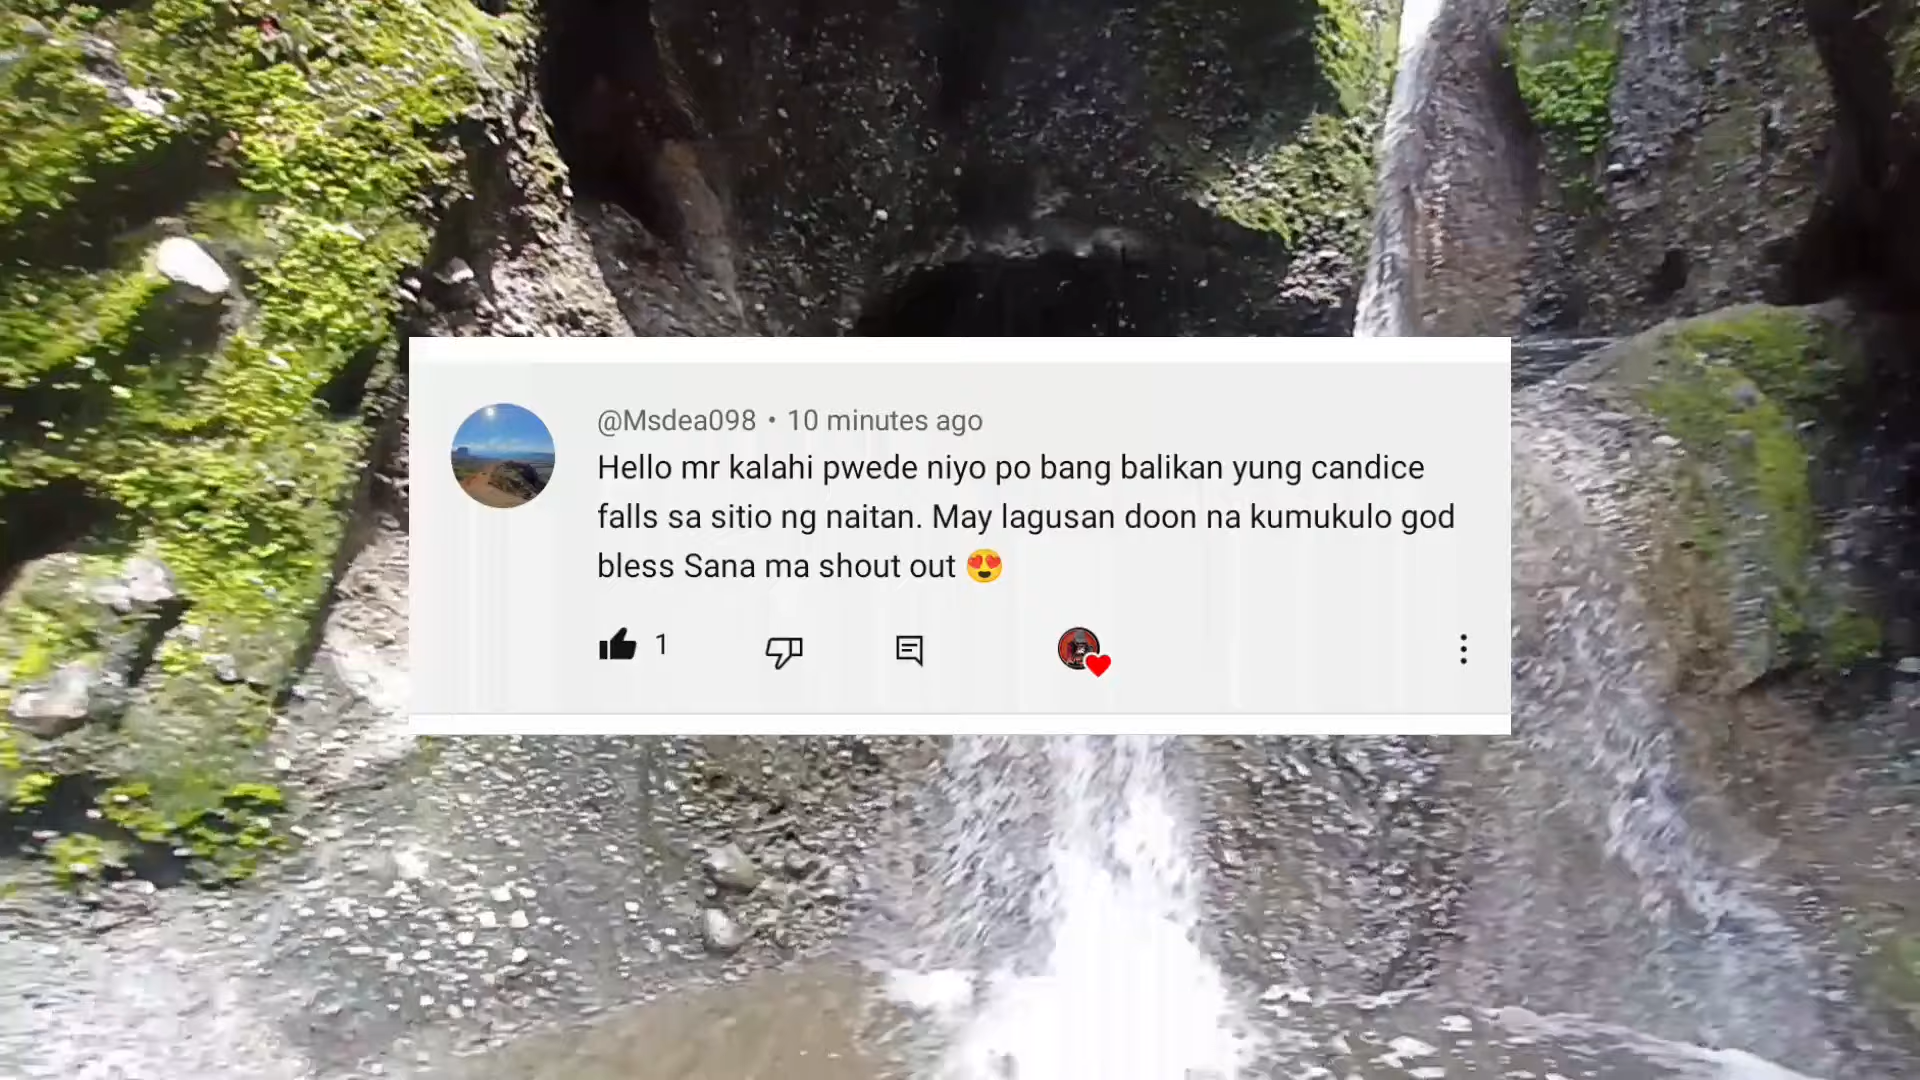 @Msdea098 • 10 minutes ago
Hello mr kalahi pwede niyo po bang balikan yung candice
falls sa sitio ng naitan. May lagusan doon na kumukulo god
bless Sana ma shout out 😍
1